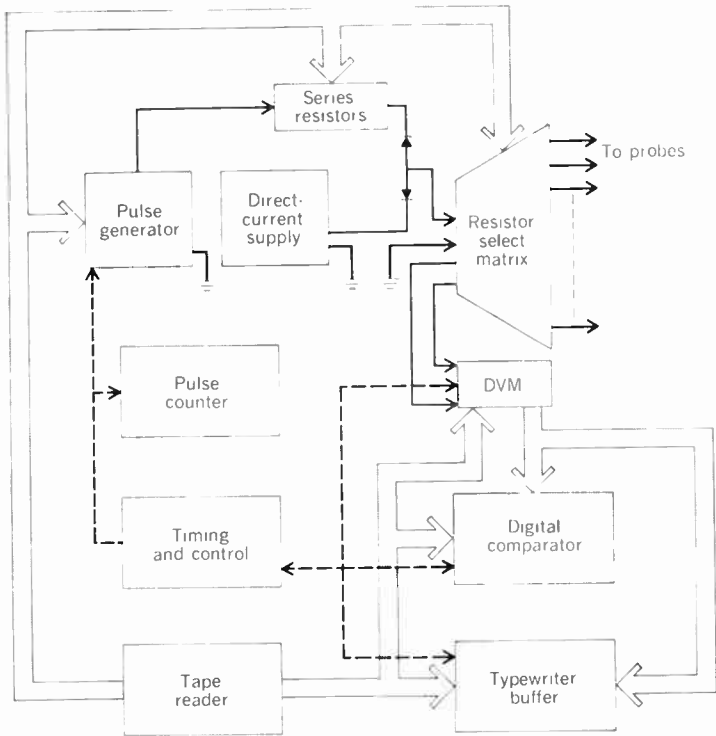 Series
resistors
To probes
Pulse
generator
Direct-
current
supply
Resistor
select
matrix
Pulse
counter
DVM
Timing
and control
Digital
comparator
Tape
reader
Typewriter
buffer